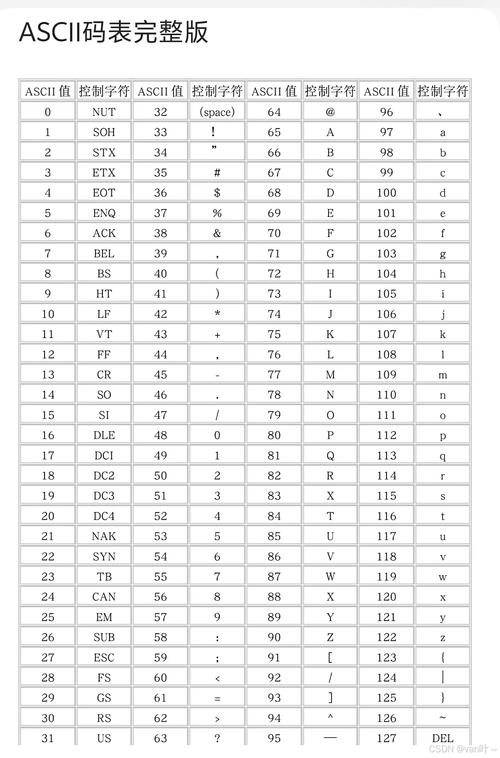 ASCII码表完整版
ASCII 值 控制字符 ASCII 值 控制字符 ASCII 值 控制字符 ASCII 值 控制字符
0 NUT 32 (space) 64 @ 96 、
1 SOH 33 ! 65 A 97 a
2 STX 34 ” 66 B 98 b
3 ETX 35 # 67 C 99 c
4 EOT 36 $ 68 D 100 d
5 ENQ 37 % 69 E 101 e
6 ACK 38 & 70 F 102 f
7 BEL 39 , 71 G 103 g
8 BS 40 ( 72 H 104 h
9 HT 41 ) 73 I 105 i
10 LF 42 * 74 J 106 j
11 VT 43 + 75 K 107 k
12 FF 44 , 76 L 108 l
13 CR 45 - 77 M 109 m
14 SO 46 . 78 N 110 n
15 SI 47 / 79 O 111 o
16 DLE 48 0 80 P 112 p
17 DCI 49 1 81 Q 113 q
18 DC2 50 2 82 R 114 r
19 DC3 51 3 83 X 115 s
20 DC4 52 4 84 T 116 t
21 NAK 53 5 85 U 117 u
22 SYN 54 6 86 V 118 v
23 TB 55 7 87 W 119 w
24 CAN 56 8 88 X 120 x
25 EM 57 9 89 Y 121 y
26 SUB 58 : 90 Z 122 z
27 ESC 59 ; 91 [ 123 {
28 FS 60 < 92 / 124 |
29 GS 61 = 93 ] 125 }
30 RS 62 > 94 ^ 126 ~
31 US 63 ? 95 — 127 DEL
CSDN @van叶~